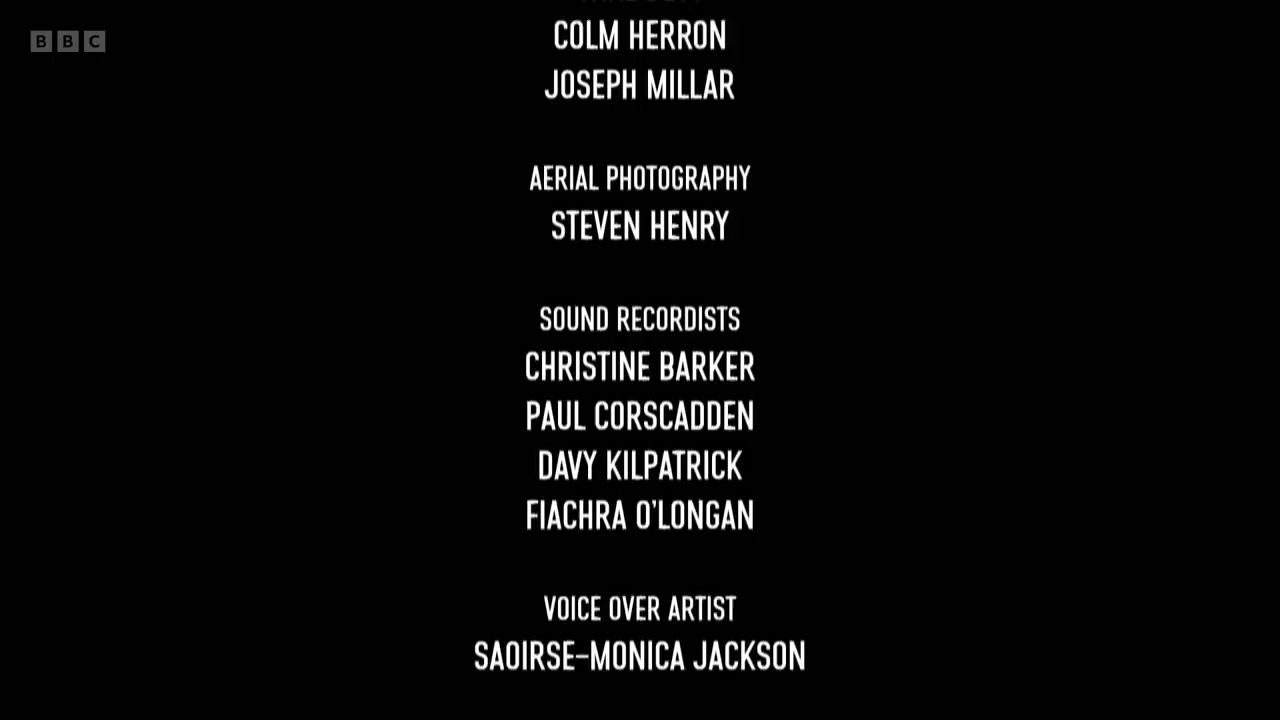 BBC
COLM HERRON
JOSEPH MILLAR
AERIAL PHOTOGRAPHY
STEVEN HENRY
SOUND RECORDISTS
CHRISTINE BARKER
PAUL CORSCADDEN
DAVY KILPATRICK
FIACHRA O'LONGAN
VOICE OVER ARTIST
SAOIRSE-MONICA JACKSON